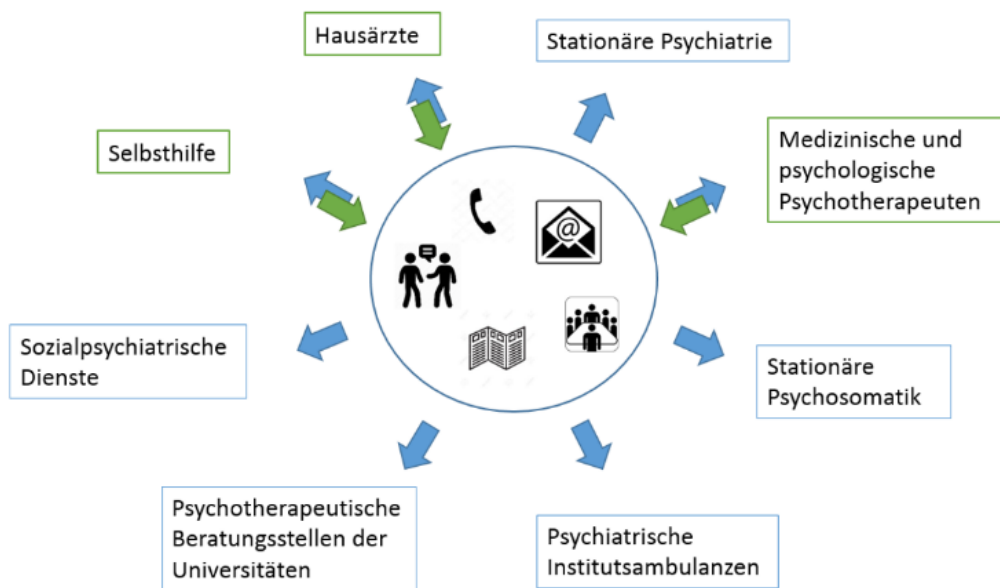 Hausärzte
Stationäre Psychiatrie
Selbsthilfe
Medizinische und
psychologische
Psychotherapeuten
@
Sozialpsychiatrische
Dienste
Stationäre
Psychosomatik
Psychotherapeutische
Beratungsstellen der
Universitäten
Psychiatrische
Institutsambulanzen